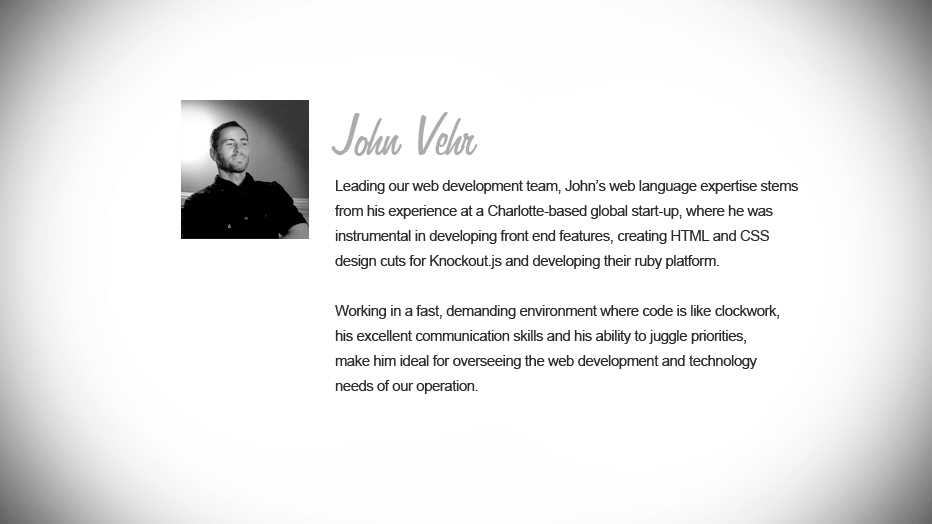 John Vehr
Leading our web development team, John’s web language expertise stems
from his experience at a Charlotte-based global start-up, where he was
instrumental in developing front end features, creating HTML and CSS
design cuts for Knockout.js and developing their ruby platform.
Working in a fast, demanding environment where code is like clockwork,
his excellent communication skills and his ability to juggle priorities,
make him ideal for overseeing the web development and technology
needs of our operation.